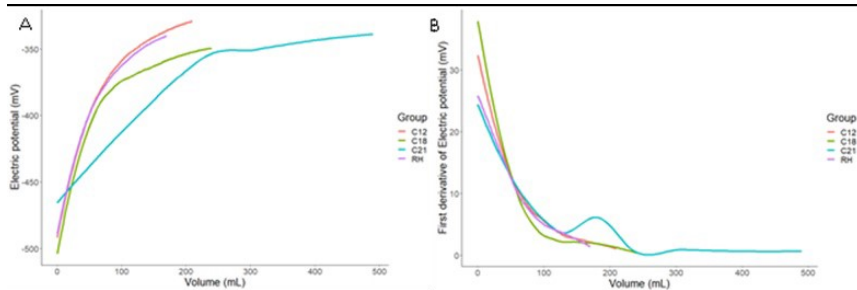 A
Electric potential (mV)
-350
-400
-450
-500
0
100
200
300
400
500
Volume (mL)
Group
C12
C18
C21
RH
B
First derivative of Electric potential (mV)
30
20
10
0
0
100
200
300
400
500
Volume (mL)
Group
C12
C18
C21
RH